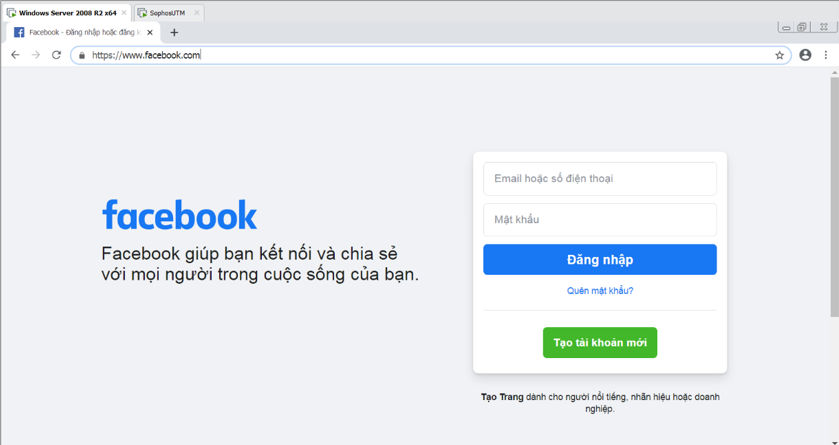 Windows Server 2008 R2 x64
SophosUTM
Facebook - Đăng nhập hoặc đăng k
https://www.facebook.com
facebook
Facebook giúp bạn kết nối và chia sẻ
với mọi người trong cuộc sống của bạn.
Email hoặc số điện thoại
Mật khẩu
Đăng nhập
Quên mật khẩu?
Tạo tài khoản mới
Tạo Trang dành cho người nổi tiếng, nhãn hiệu hoặc doanh
nghiệp.